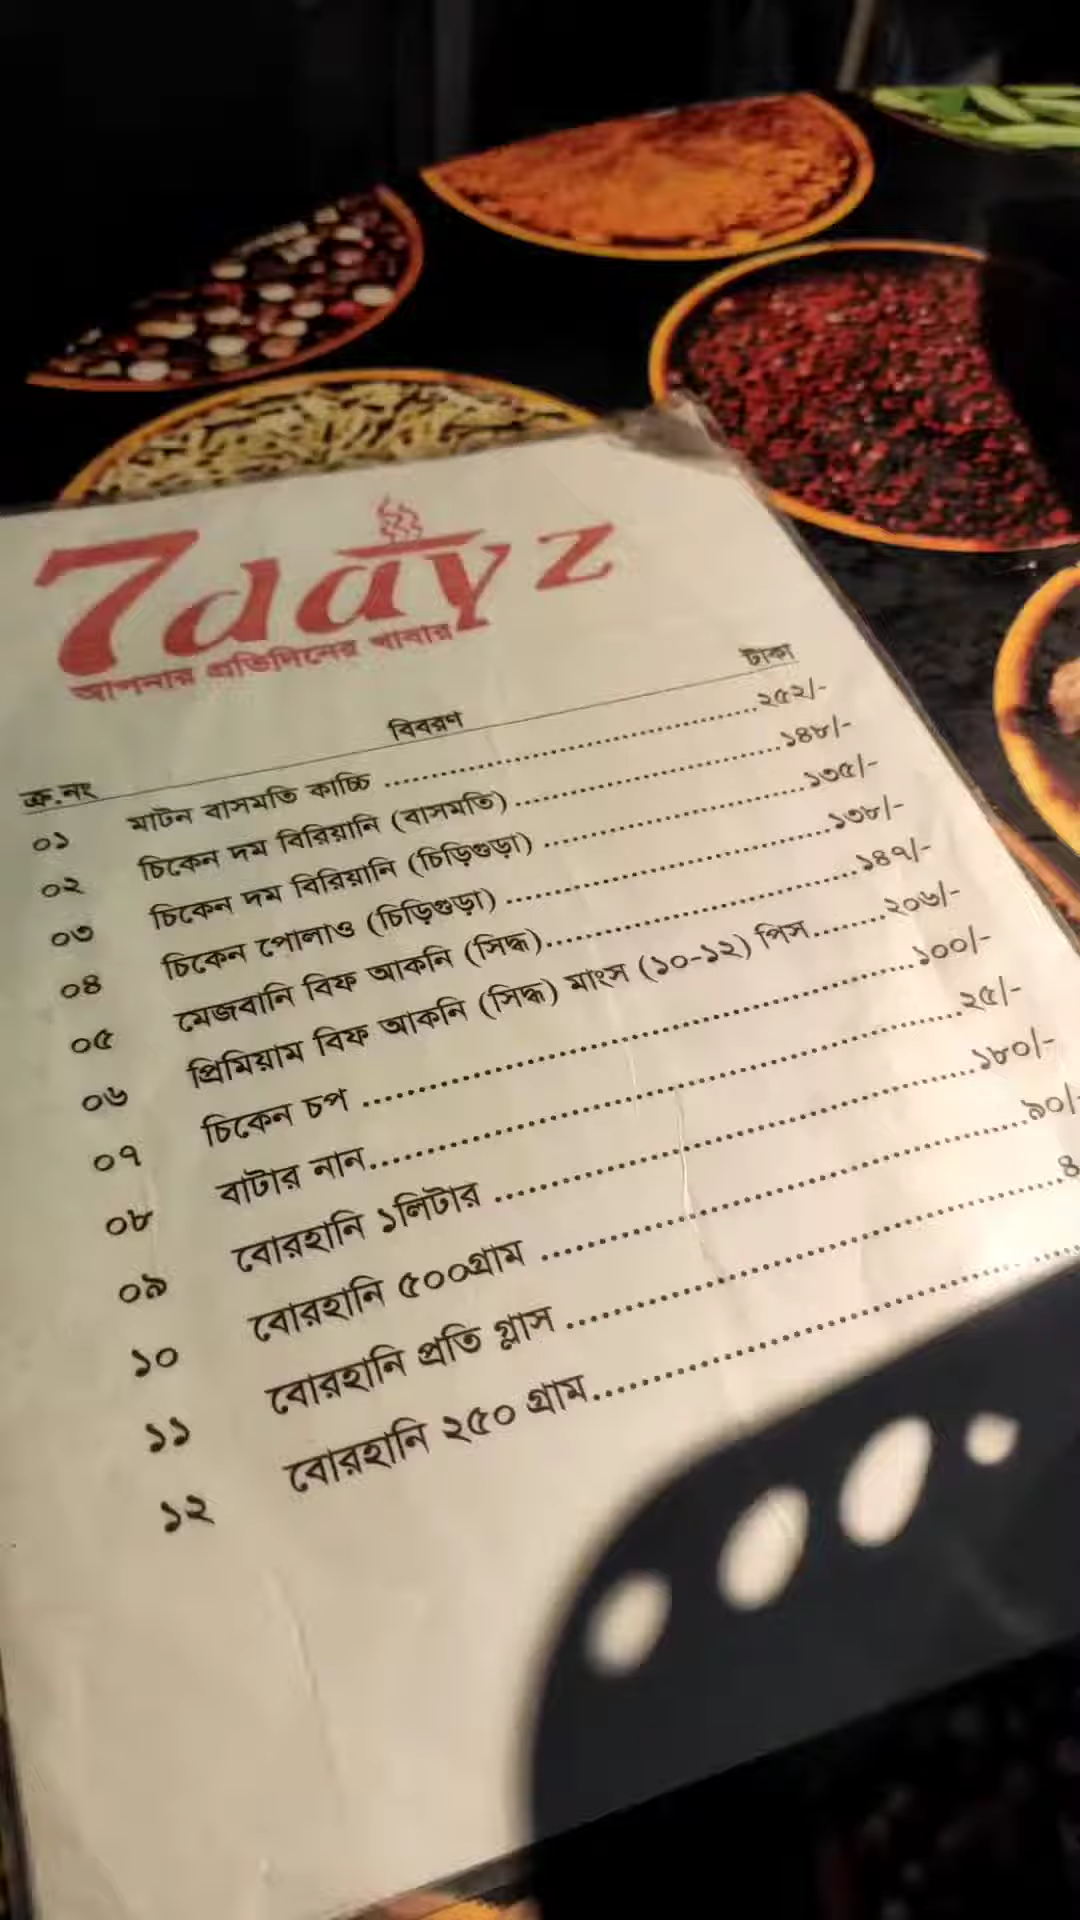 7dayz
আপনার প্রতিদিনের খাবার
ক্র.নং বিবরণ টাকা
০১ মাটন বাসমতি কাচ্চি ২৫২/-
০২ চিকেন দম বিরিয়ানি (বাসমতি) ১৪৮/-
০৩ চিকেন দম বিরিয়ানি (চিড়িগুড়া) ১৩৫/-
০৪ চিকেন পোলাও (চিড়িগুড়া) ১৩৮/-
০৫ মেজবানি বিফ আকনি (সিদ্ধ) ১৪৭/-
০৬ প্রিমিয়াম বিফ আকনি (সিদ্ধ) মাংস (১০-১২) পিস ২০৬/-
০৭ চিকেন চপ ১০০/-
০৮ বাটার নান ২৫/-
০৯ বোরহানি ১লিটার ১৮০/-
১০ বোরহানি ৫০০গ্রাম ৯০/-
১১ বোরহানি প্রতি গ্লাস
১২ বোরহানি ২৫০ গ্রাম